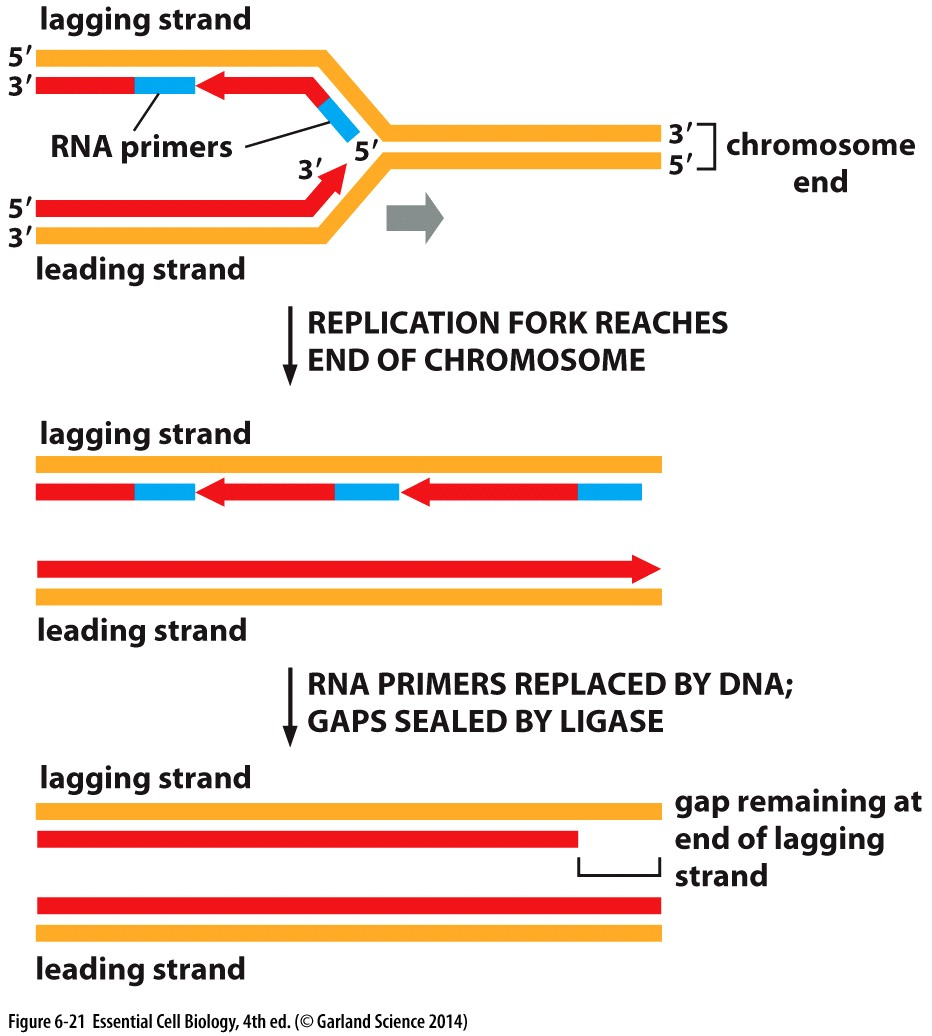 lagging strand
5′
3′
RNA primers
5′
3′
3′
5′
chromosome
end
5′
3′
leading strand
REPLICATION FORK REACHES
END OF CHROMOSOME
lagging strand
leading strand
RNA PRIMERS REPLACED BY DNA;
GAPS SEALED BY LIGASE
lagging strand
gap remaining at
end of lagging
strand
leading strand
Figure 6-21 Essential Cell Biology, 4th ed. (© Garland Science 2014)